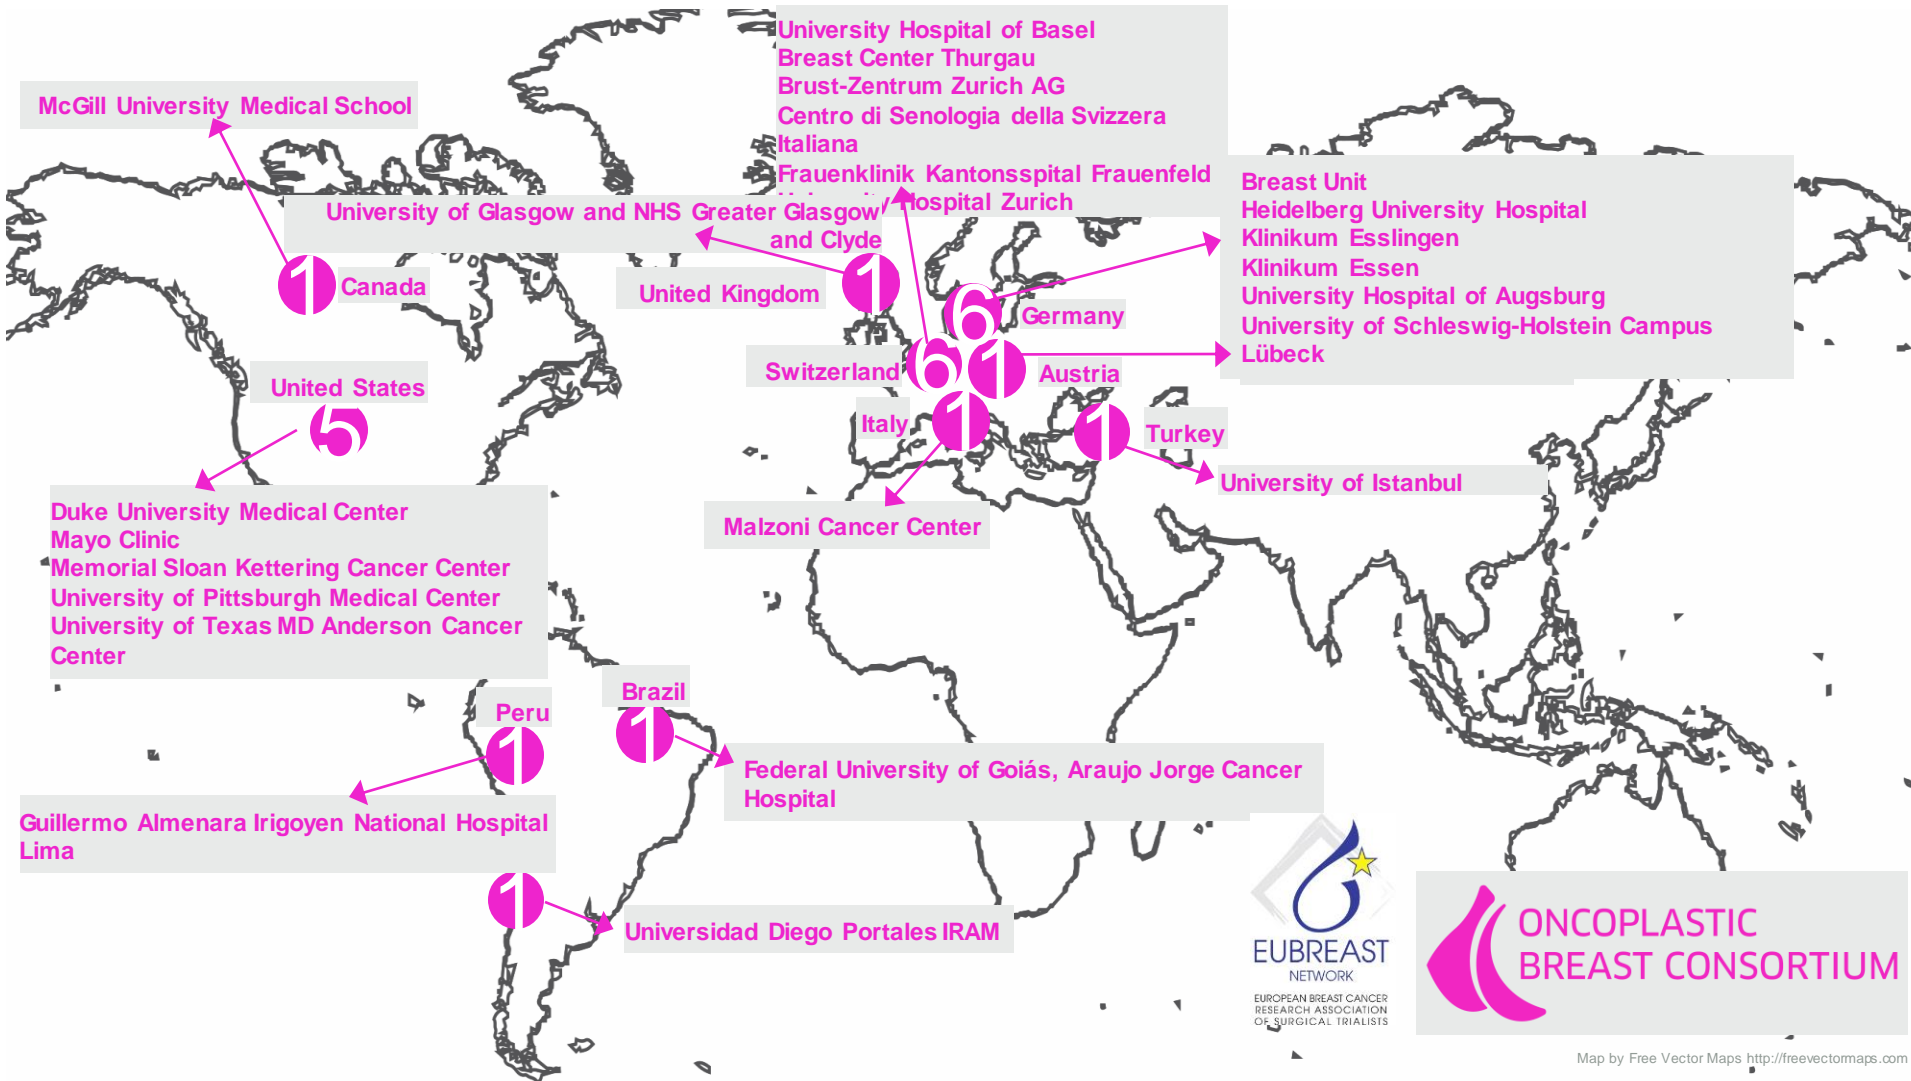 University Hospital of Basel
Breast Center Thurgau
Brust-Zentrum Zurich AG
Centro di Senologia della Svizzera
Italiana
Frauenklinik Kantonsspital Frauenfeld
Hospital Zurich
McGill University Medical School
University of Glasgow and NHS Greater Glasgow
and Clyde
Breast Unit
Heidelberg University Hospital
Klinikum Esslingen
Klinikum Essen
University Hospital of Augsburg
University of Schleswig-Holstein Campus
Lübeck
1
Canada
United Kingdom
1
6
Germany
Switzerland
6
1
Austria
United States
5
Italy
1
1
Turkey
University of Istanbul
Malzoni Cancer Center
Duke University Medical Center
Mayo Clinic
Memorial Sloan Kettering Cancer Center
University of Pittsburgh Medical Center
University of Texas MD Anderson Cancer
Center
Peru
1
Brazil
1
Federal University of Goiás, Araujo Jorge Cancer
Hospital
Guillermo Almenara Irigoyen National Hospital
Lima
1
Universidad Diego Portales IRAM
EUBREAST
NETWORK
EUROPEAN BREAST CANCER
RESEARCH ASSOCIATION
OF SURGICAL TRIALISTS
ONCOPLASTIC
BREAST CONSORTIUM
Map by Free Vector Maps http://freevectormaps.com